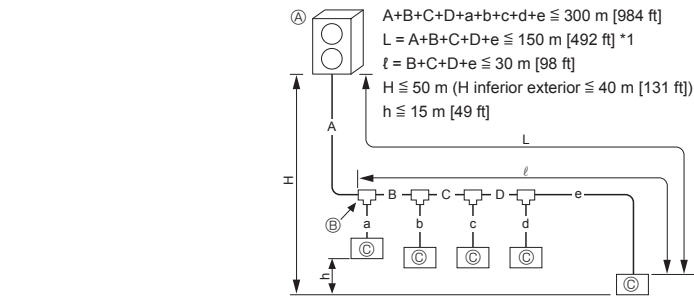 Ⓐ
A+B+C+D+a+b+c+d+e ≦ 300 m [984 ft]
L = A+B+C+D+e ≦ 150 m [492 ft] *1
ℓ = B+C+D+e ≦ 30 m [98 ft]
H ≦ 50 m (H inferior exterior ≦ 40 m [131 ft])
h ≦ 15 m [49 ft]
A
L
H
ℓ
B C D e
Ⓑ
a b c d
Ⓒ
Ⓒ Ⓒ Ⓒ
h
Ⓒ